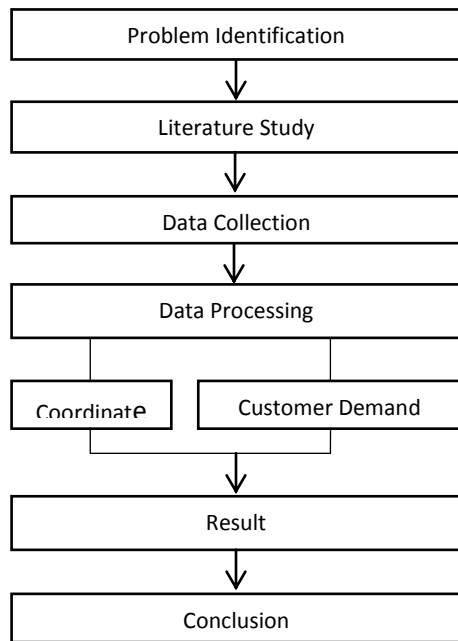 Problem Identification
Literature Study
Data Collection
Data Processing
Coordinate
Customer Demand
Result
Conclusion